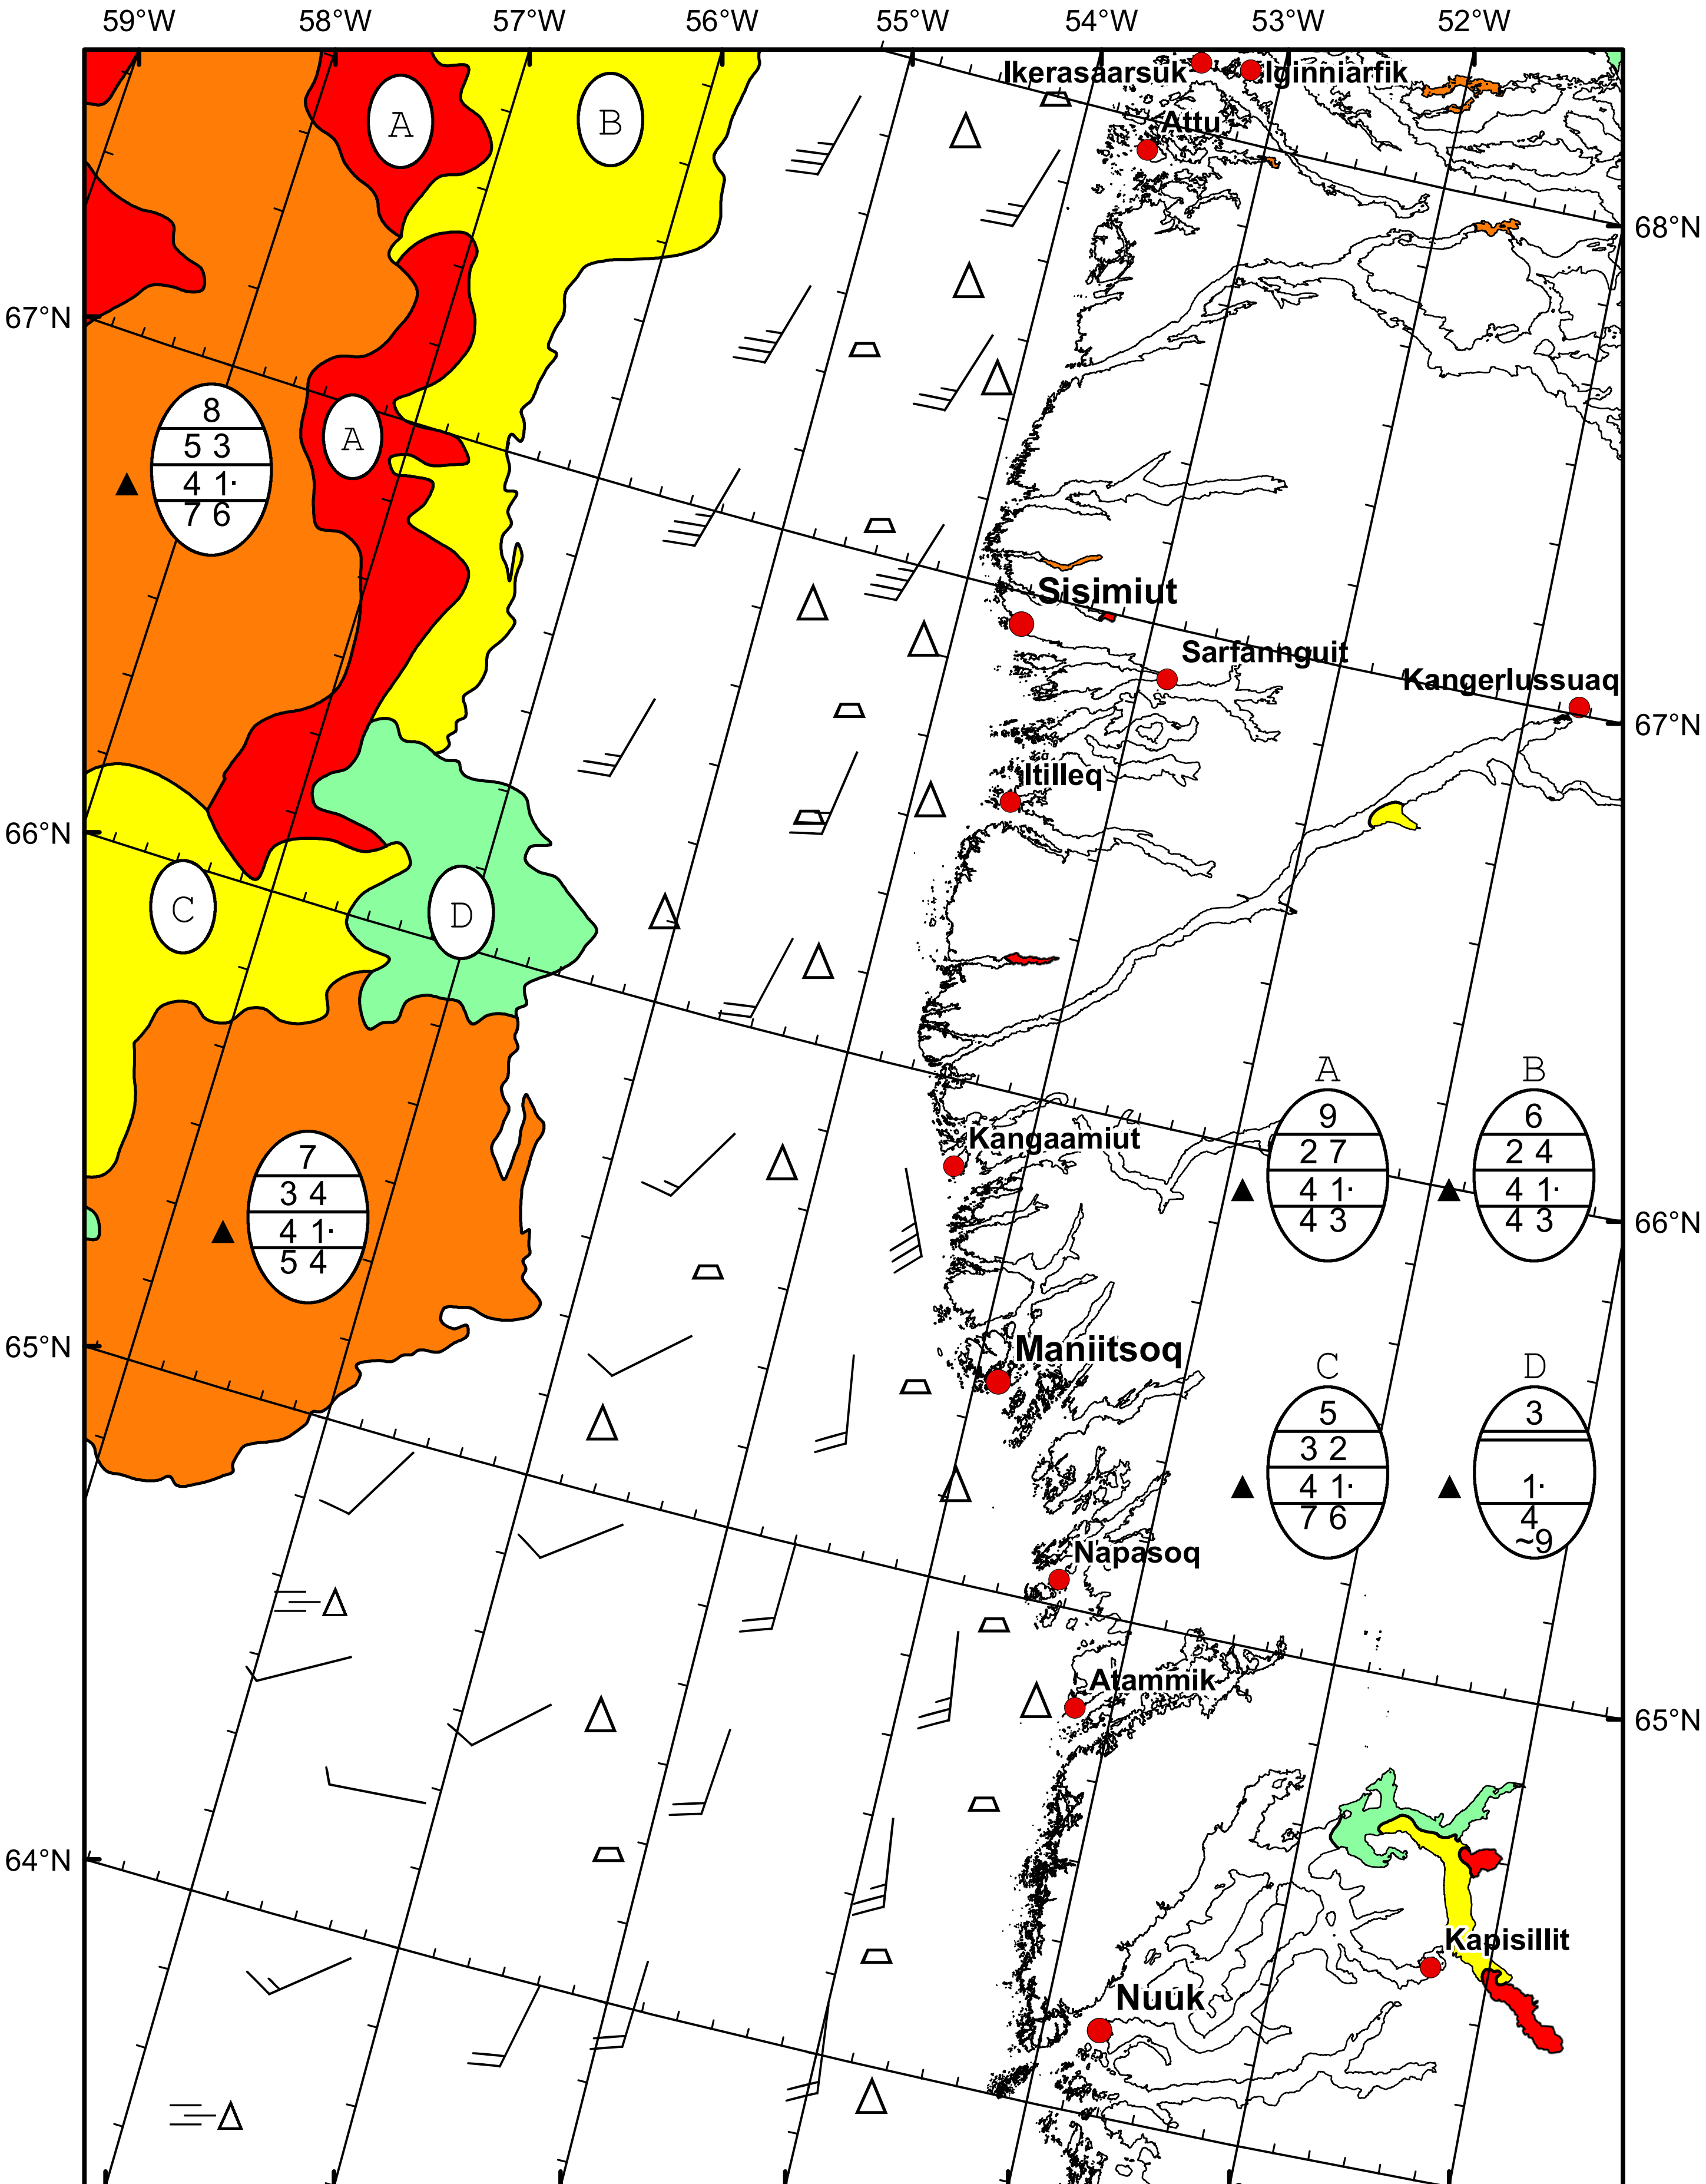 59°W 58°W 57°W 56°W 55°W 54°W 53°W 52°W
Ikerasaarsuk Iginniarfik
A
B
Attu
68°N
67°N
8
5 3
4 1·
7 6
A
Sisimiut
Sarfannguit
Kangerlussuaq
67°N
Itilleq
66°N
C
D
Kangaamiut
A
9
2 7
4 1·
4 3
B
6
2 4
4 1·
4 3
66°N
7
3 4
4 1·
5 4
65°N
Maniitsoq
C
5
3 2
4 1·
7 6
D
3
1·
4
~9
Napasoq
Atammik
65°N
64°N
Kapisillit
Nuuk